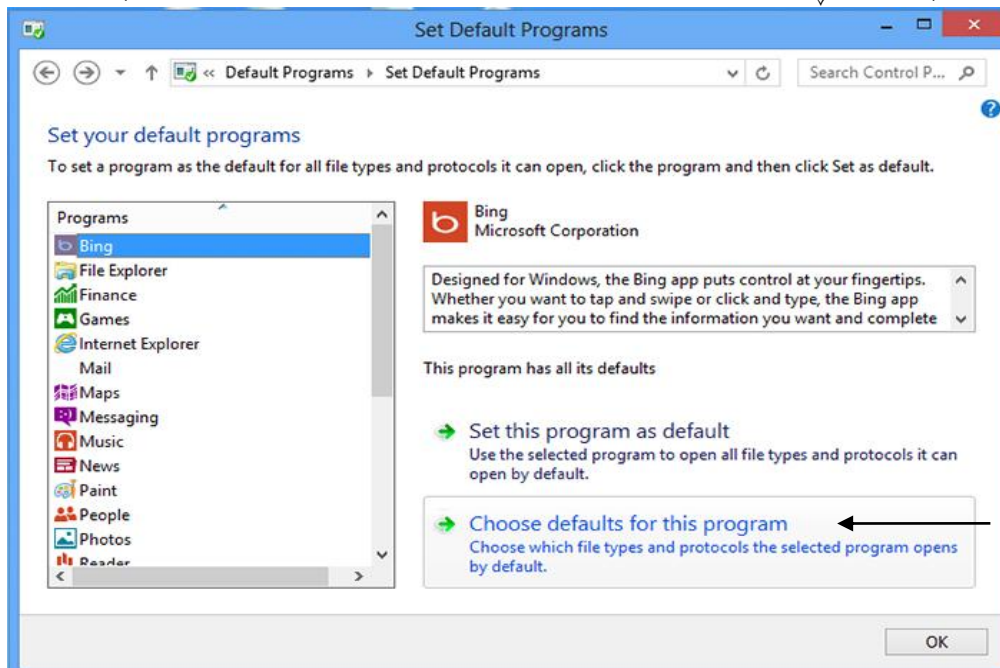 Set Default Programs
« Default Programs ▸ Set Default Programs
Search Control P...
Set your default programs
To set a program as the default for all file types and protocols it can open, click the program and then click Set as default.
Programs
Bing
File Explorer
Finance
Games
Internet Explorer
Mail
Maps
Messaging
Music
News
Paint
People
Photos
Reader
Bing
Microsoft Corporation
Designed for Windows, the Bing app puts control at your fingertips.
Whether you want to tap and swipe or click and type, the Bing app
makes it easy for you to find the information you want and complete
This program has all its defaults
Set this program as default
Use the selected program to open all file types and protocols it can
open by default.
Choose defaults for this program
Choose which file types and protocols the selected program opens
by default.
OK